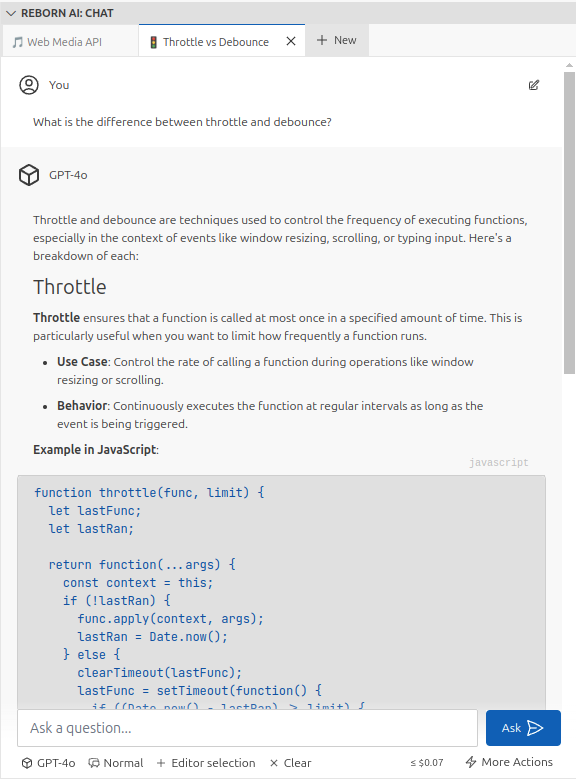 REBORN AI: CHAT
Web Media API
Throttle vs Debounce
New
You
What is the difference between throttle and debounce?
GPT-4o
Throttle and debounce are techniques used to control the frequency of executing functions,
especially in the context of events like window resizing, scrolling, or typing input. Here's a
breakdown of each:
Throttle
Throttle ensures that a function is called at most once in a specified amount of time. This is
particularly useful when you want to limit how frequently a function runs.
• Use Case: Control the rate of calling a function during operations like window
resizing or scrolling.
• Behavior: Continuously executes the function at regular intervals as long as the
event is being triggered.
Example in JavaScript:
javascript
function throttle(func, limit) {
  let lastFunc;
  let lastRan;
  return function(...args) {
    const context = this;
    if (!lastRan) {
      func.apply(context, args);
      lastRan = Date.now();
    } else {
      clearTimeout(lastFunc);
      lastFunc = setTimeout(function() {
        if ((Date.now() - lastRan) >= limit) {
Ask a question...
Ask
GPT-4o Normal + Editor selection × Clear ≤ $0.07 More Actions